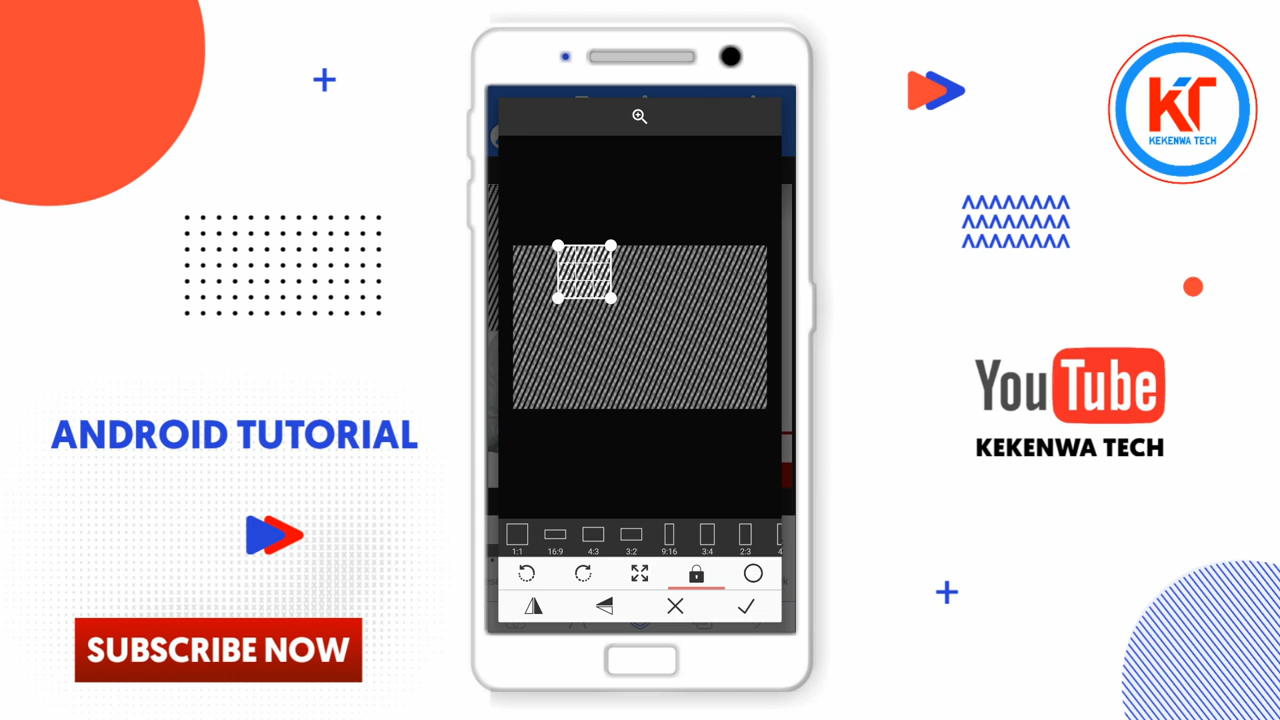 KT
KEKENWA TECH
ANDROID TUTORIAL
SUBSCRIBE NOW
1:1 16:9 4:3 3:2 9:16 3:4 2:3
YouTube
KEKENWA TECH